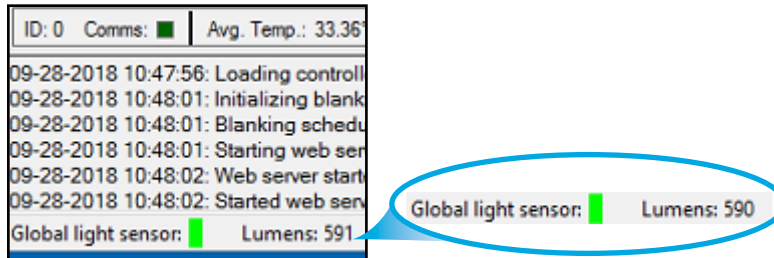 ID: 0 Comms: Avg. Temp.: 33.36
09-28-2018 10:47:56: Loading controll
09-28-2018 10:48:01: Initializing blank
09-28-2018 10:48:01: Blanking schedu
09-28-2018 10:48:01: Starting web ser
09-28-2018 10:48:02: Web server start
09-28-2018 10:48:02: Started web serv
Global light sensor: Lumens: 591
Global light sensor: Lumens: 590